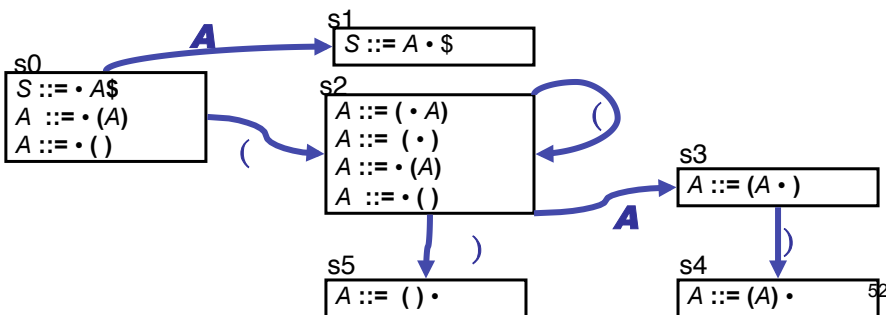 s1
A
S ::= A • $
s0
S ::= • A$
A ::= • (A)
A ::= • ( )
(
s2
A ::= ( • A)
A ::= ( • )
A ::= • (A)
A ::= • ( )
(
s3
A ::= (A • )
A
)
)
s5
A ::= ( ) •
s4
A ::= (A) •
52